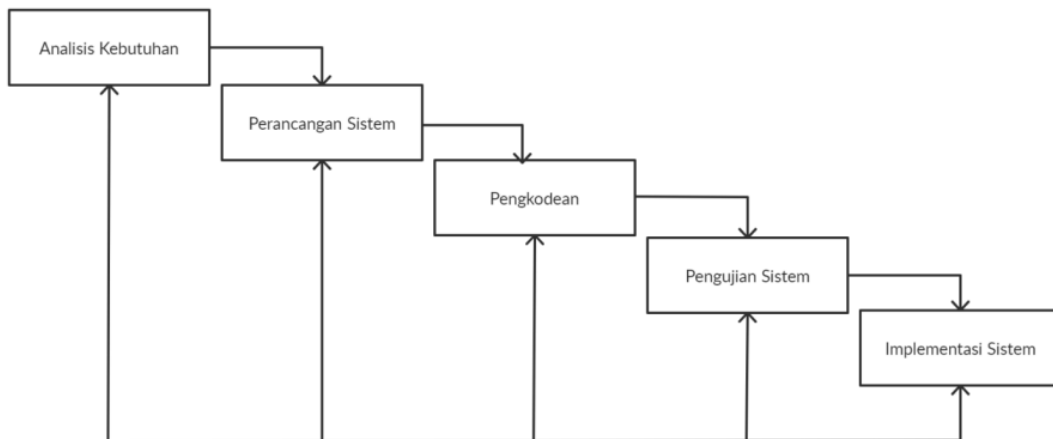 Analisis Kebutuhan
Perancangan Sistem
Pengkodean
Pengujian Sistem
Implementasi Sistem